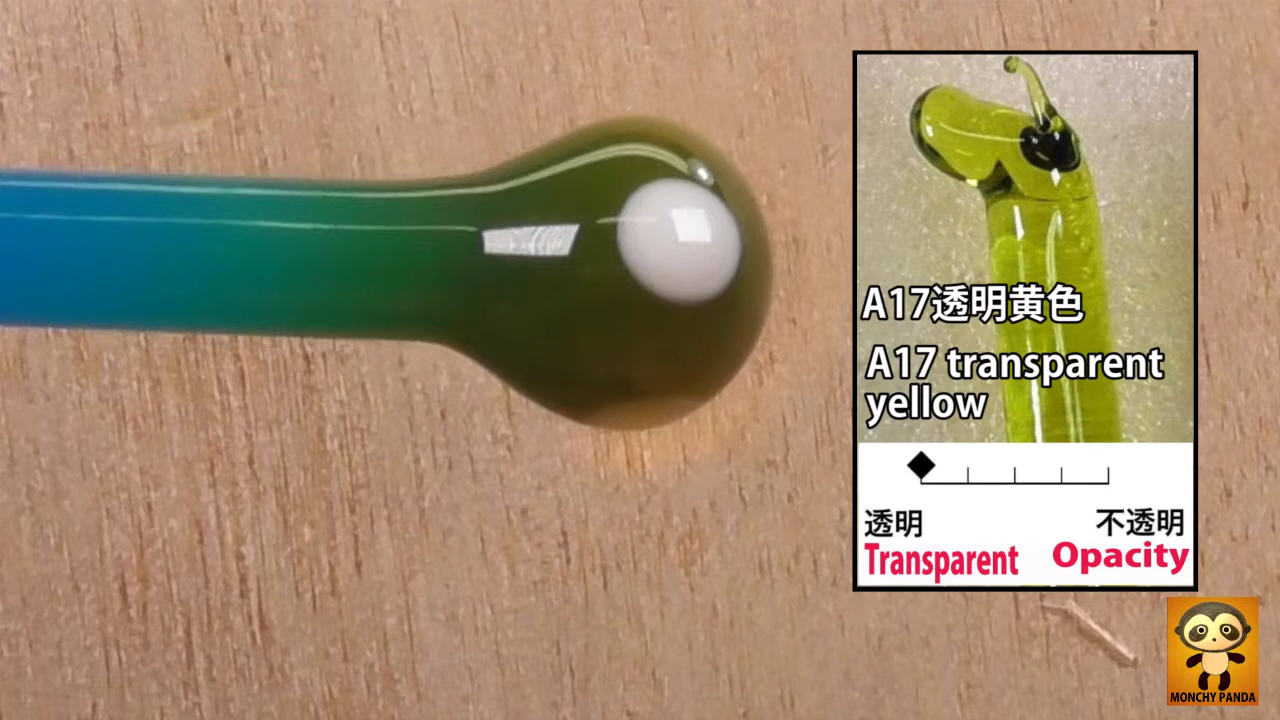 A17透明黄色
A17 transparent
yellow
透明
不透明
Transparent
Opacity
MONCHY PANDA